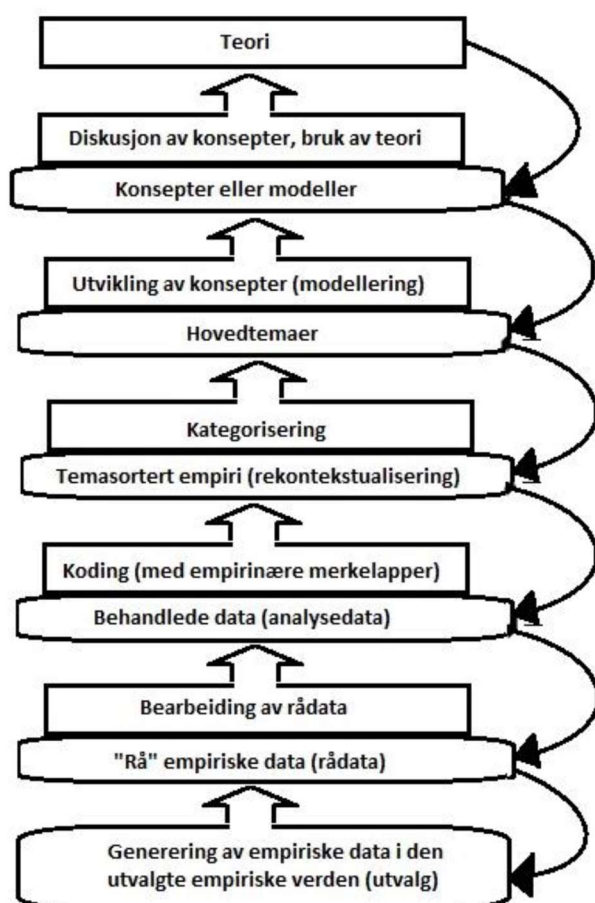 Teori
Diskusjon av konsepter, bruk av teori
Konsepter eller modeller
Utvikling av konsepter (modellering)
Hovedtemaer
Kategorisering
Temasortert empiri (rekontekstualisering)
Koding (med empirinære merkelapper)
Behandlede data (analysedata)
Bearbeiding av rådata
"Rå" empiriske data (rådata)
Generering av empiriske data i den
utvalgte empiriske verden (utvalg)